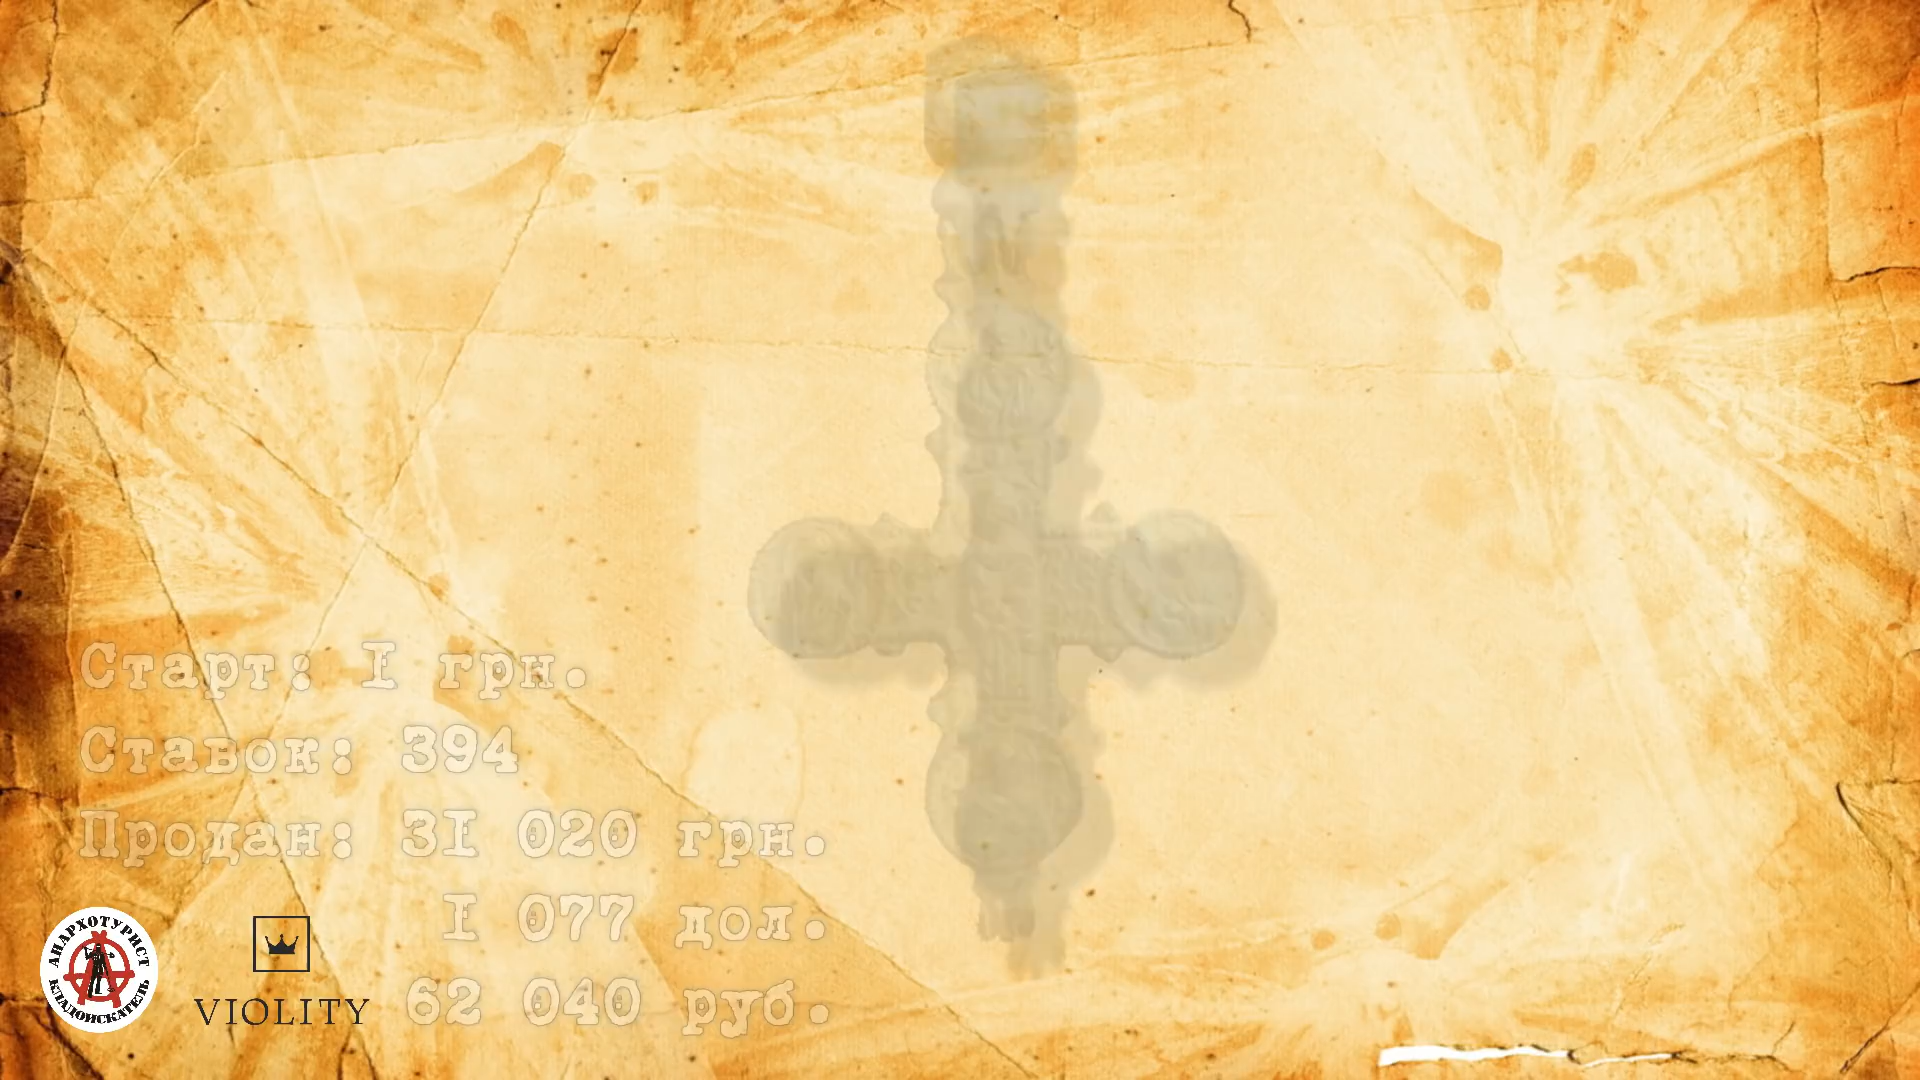 Старт: 1 грн.
Ставок: 394
Продан: 31 020 грн.
1 077 дол.
62 040 руб.
АНАРХОТУРИСТ
КЛАДОИСКАТЕЛЬ
VIOLITY